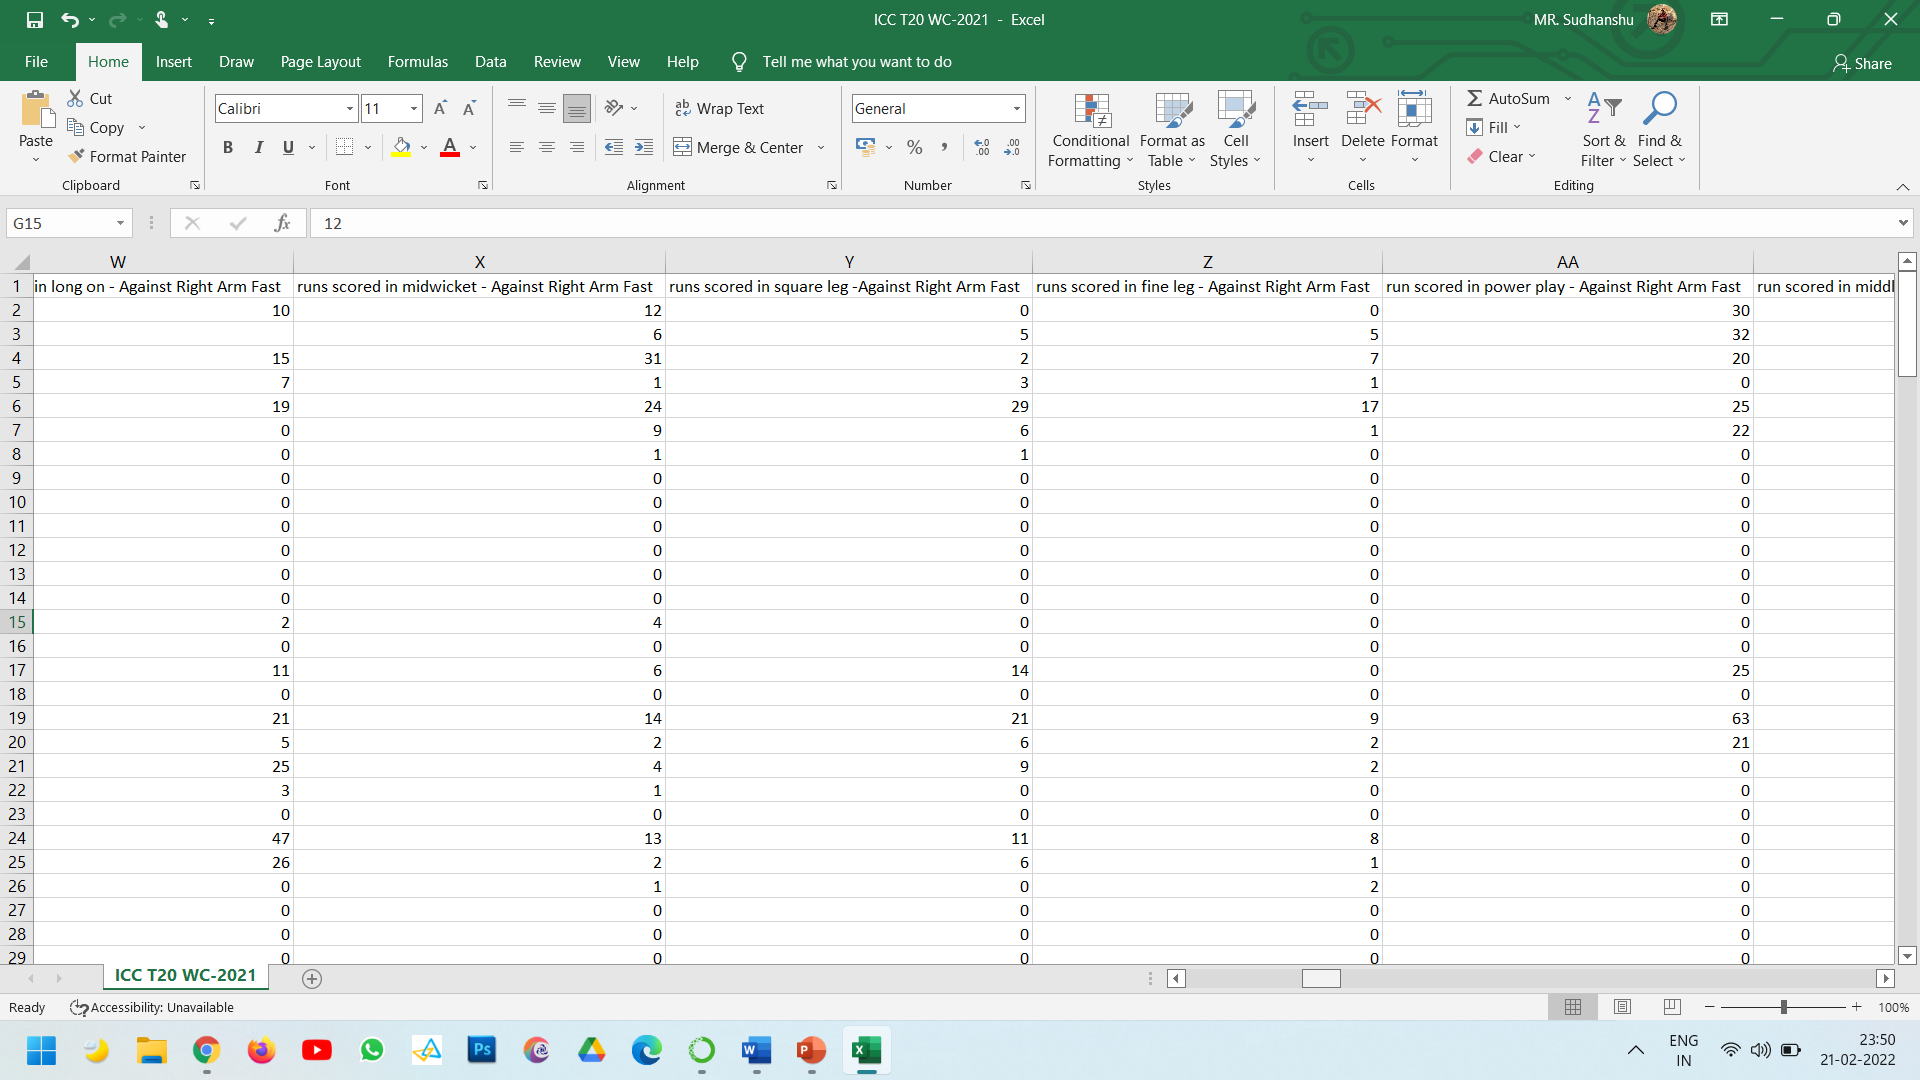 ICC T20 WC-2021 - Excel
MR. Sudhanshu
File Home Insert Draw Page Layout Formulas Data Review View Help Tell me what you want to do Share
Paste
Cut
Copy
Format Painter
Clipboard
Calibri 11
B I U
Font
Wrap Text
Merge & Center
Alignment
General
Number
Conditional Formatting
Format as Table
Cell Styles
Styles
Insert Delete Format
Cells
AutoSum
Fill
Clear
Sort & Filter
Find & Select
Editing
G15 fx 12
W X Y Z AA
1 in long on - Against Right Arm Fast runs scored in midwicket - Against Right Arm Fast runs scored in square leg -Against Right Arm Fast runs scored in fine leg - Against Right Arm Fast run scored in power play - Against Right Arm Fast run scored in middl
2 10 12 0 0 30
3 6 5 5 32
4 15 31 2 7 20
5 7 1 3 1 0
6 19 24 29 17 25
7 0 9 6 1 22
8 0 1 1 0 0
9 0 0 0 0 0
10 0 0 0 0 0
11 0 0 0 0 0
12 0 0 0 0 0
13 0 0 0 0 0
14 0 0 0 0 0
15 2 4 0 0 0
16 0 0 0 0 0
17 11 6 14 0 25
18 0 0 0 0 0
19 21 14 21 9 63
20 5 2 6 2 21
21 25 4 9 2 0
22 3 1 0 0 0
23 0 0 0 0 0
24 47 13 11 8 0
25 26 2 6 1 0
26 0 1 0 2 0
27 0 0 0 0 0
28 0 0 0 0 0
29 0 0 0 0 0
ICC T20 WC-2021
Ready Accessibility: Unavailable 100%
Ps W P X
ENG
IN
23:50
21-02-2022